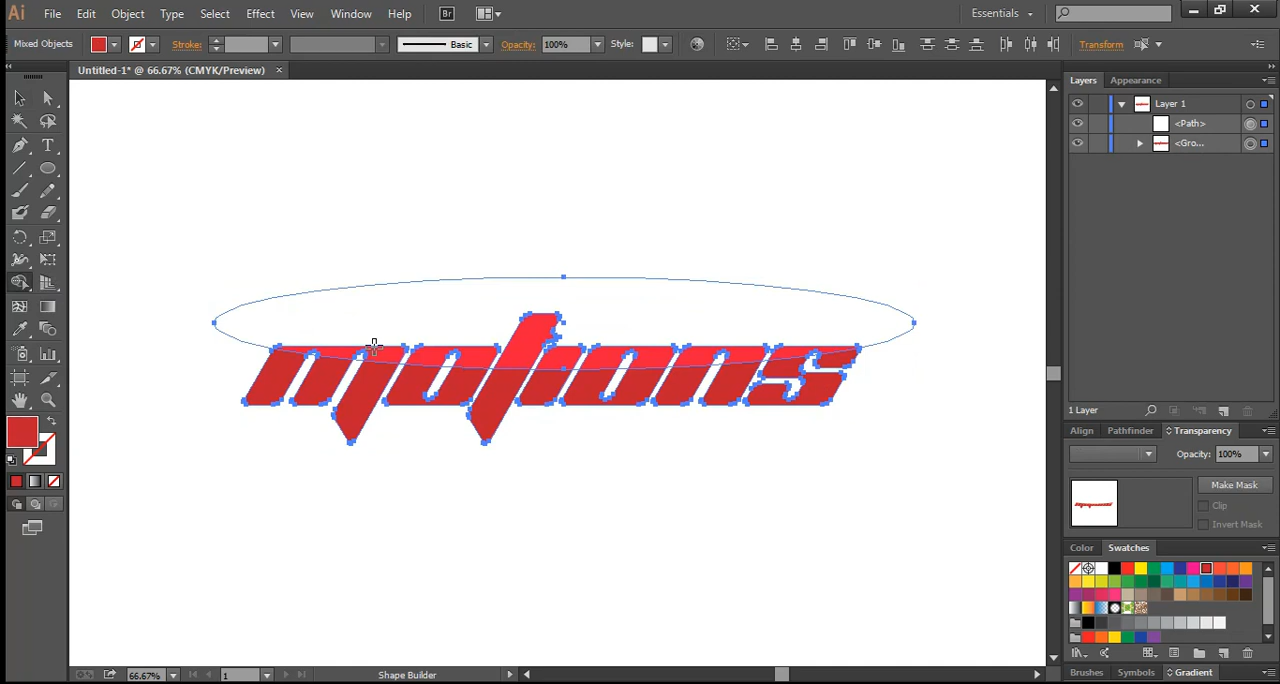 Ai File Edit Object Type Select Effect View Window Help Br Essentials
Mixed Objects Stroke: Basic Opacity: 100% Style: Transform
Untitled-1* @ 66.67% (CMYK/Preview) ×
Layers Appearance
Layer 1
<Path>
<Gro...
1 Layer
Align Pathfinder Transparency
Opacity: 100%
Make Mask
Clip
Invert Mask
Color Swatches
Brushes Symbols Gradient
66.67% 1 Shape Builder